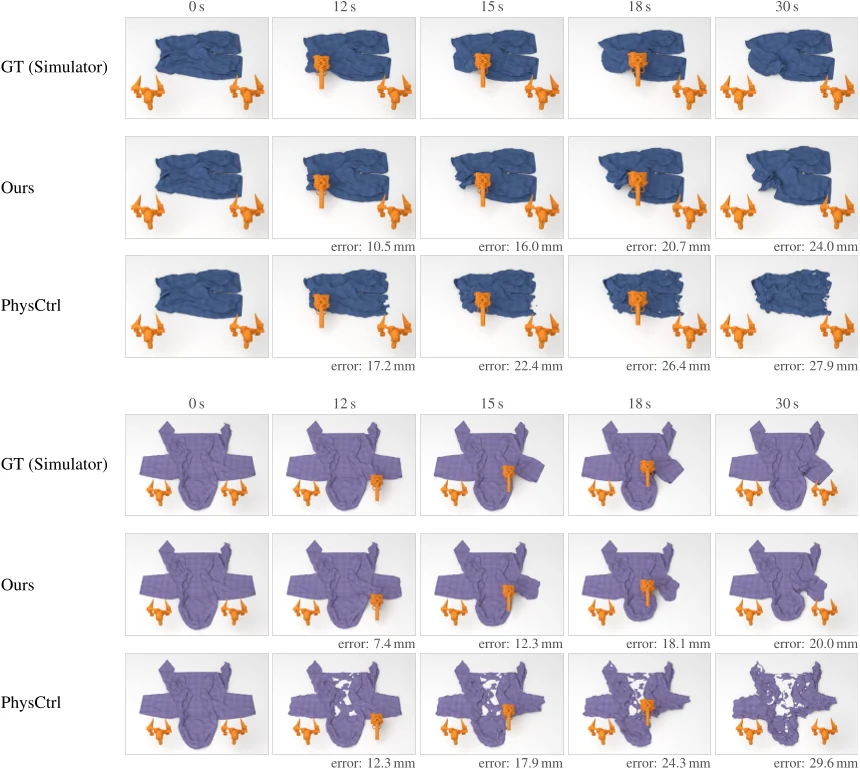 0 s 12 s 15 s 18 s 30 s
GT (Simulator)
Ours
error: 10.5 mm error: 16.0 mm error: 20.7 mm error: 24.0 mm
PhysCtrl
error: 17.2 mm error: 22.4 mm error: 26.4 mm error: 27.9 mm
0 s 12 s 15 s 18 s 30 s
GT (Simulator)
Ours
error: 7.4 mm error: 12.3 mm error: 18.1 mm error: 20.0 mm
PhysCtrl
error: 12.3 mm error: 17.9 mm error: 24.3 mm error: 29.6 mm